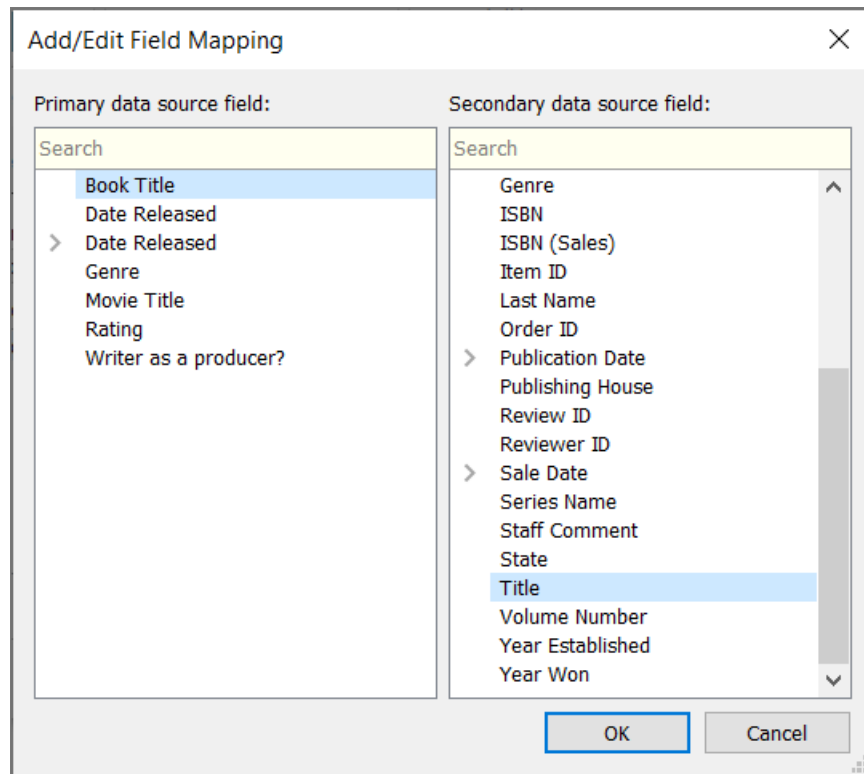 Add/Edit Field Mapping
Primary data source field:
Search
Book Title
Date Released
Date Released
Genre
Movie Title
Rating
Writer as a producer?
Secondary data source field:
Search
Genre
ISBN
ISBN (Sales)
Item ID
Last Name
Order ID
Publication Date
Publishing House
Review ID
Reviewer ID
Sale Date
Series Name
Staff Comment
State
Title
Volume Number
Year Established
Year Won
OK
Cancel